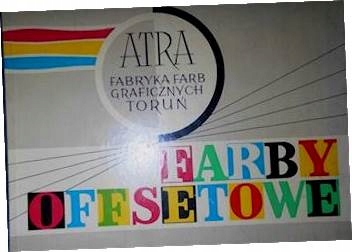 ATRA
FABRYKA FARB
GRAFICZNYCH
TORUŃ
FARBY
OFFSETOWE